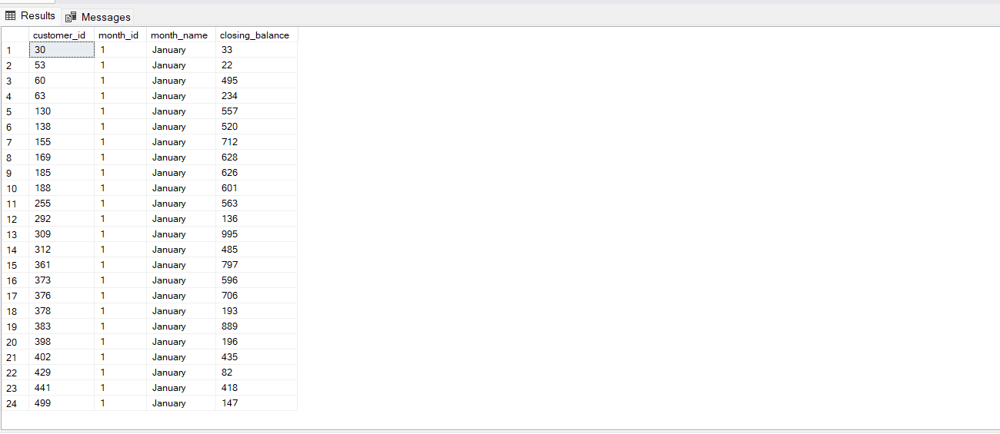 Results Messages
customer_id month_id month_name closing_balance
1 30 1 January 33
2 53 1 January 22
3 60 1 January 495
4 63 1 January 234
5 130 1 January 557
6 138 1 January 520
7 155 1 January 712
8 169 1 January 628
9 185 1 January 626
10 188 1 January 601
11 255 1 January 563
12 292 1 January 136
13 309 1 January 995
14 312 1 January 485
15 361 1 January 797
16 373 1 January 596
17 376 1 January 706
18 378 1 January 193
19 383 1 January 889
20 398 1 January 196
21 402 1 January 435
22 429 1 January 82
23 441 1 January 418
24 499 1 January 147